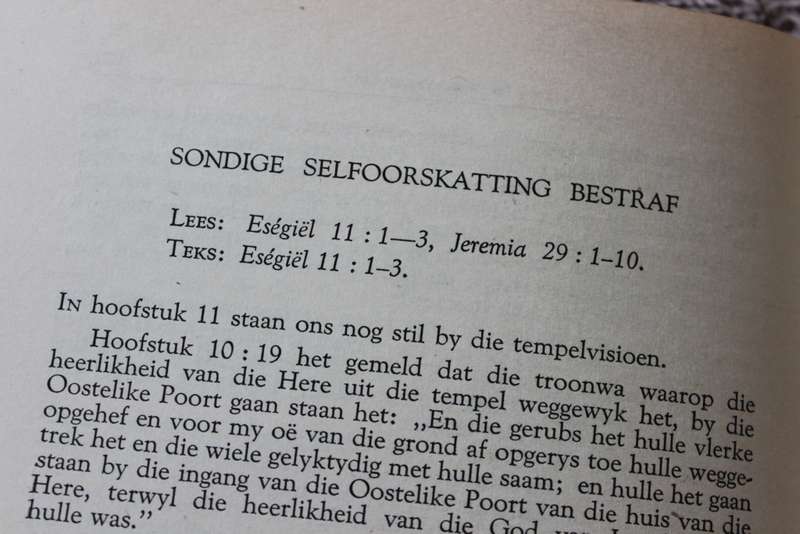 SONDIGE SELFOORSKATTING BESTRAF
LEES: Eségiël 11 : 1—3, Jeremia 29 : 1–10.
TEKS: Eségiël 11 : 1–3.
IN hoofstuk 11 staan ons nog stil by die tempelvisioen.
Hoofstuk 10 : 19 het gemeld dat die troonwa waarop die
heerlikheid van die Here uit die tempel weggewyk het, by die
Oostelike Poort gaan staan het: „En die gerubs het hulle vlerke
opgehef en voor my oë van die grond af opgerys toe hulle wegge-
trek het en die wiele gelyktydig met hulle saam; en hulle het gaan
staan by die ingang van die Oostelike Poort van die huis van die
Here, terwyl die heerlikheid van die God van
hulle was.”